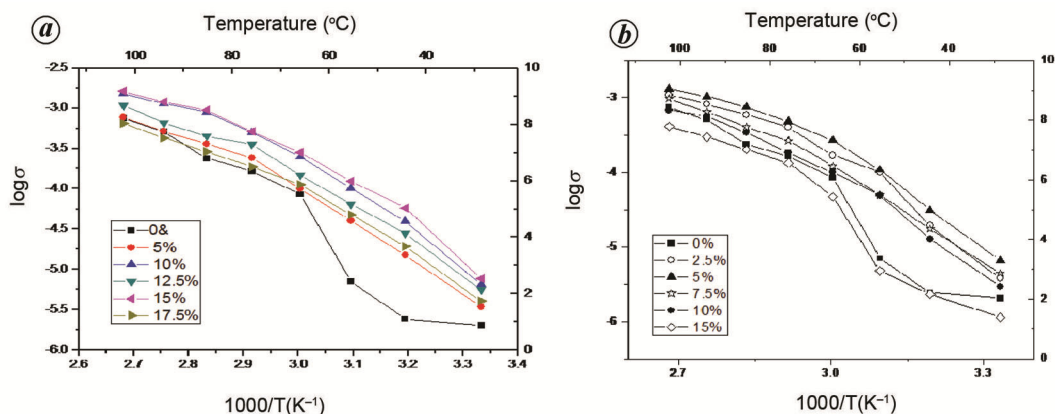 a
Temperature (°C)
100 80 60 40
-2.5 10
-3.0
8
-3.5
6
-4.0
logσ
-4.5
4
-5.0
2
-5.5
-6.0 0
0&
5%
10%
12.5%
15%
17.5%
2.6 2.7 2.8 2.9 3.0 3.1 3.2 3.3 3.4
1000/T(K⁻¹)
b
Temperature (°C)
100 80 60 40
10
-3
8
-4
6
logσ
-5
4
-6
2
0
0%
2.5%
5%
7.5%
10%
15%
2.7 3.0 3.3
1000/T(K⁻¹)